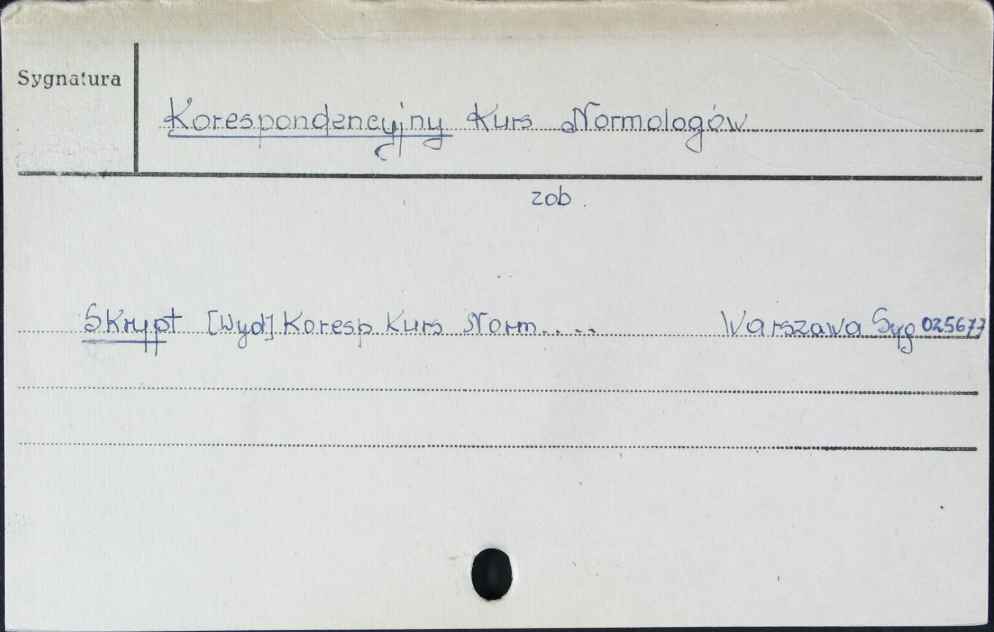 Sygnatura
Korespondencyjny Kurs Normologów
zob.
Skrypt [Wyd] Koresp. Kurs Norm.... Warszawa Syg 025677